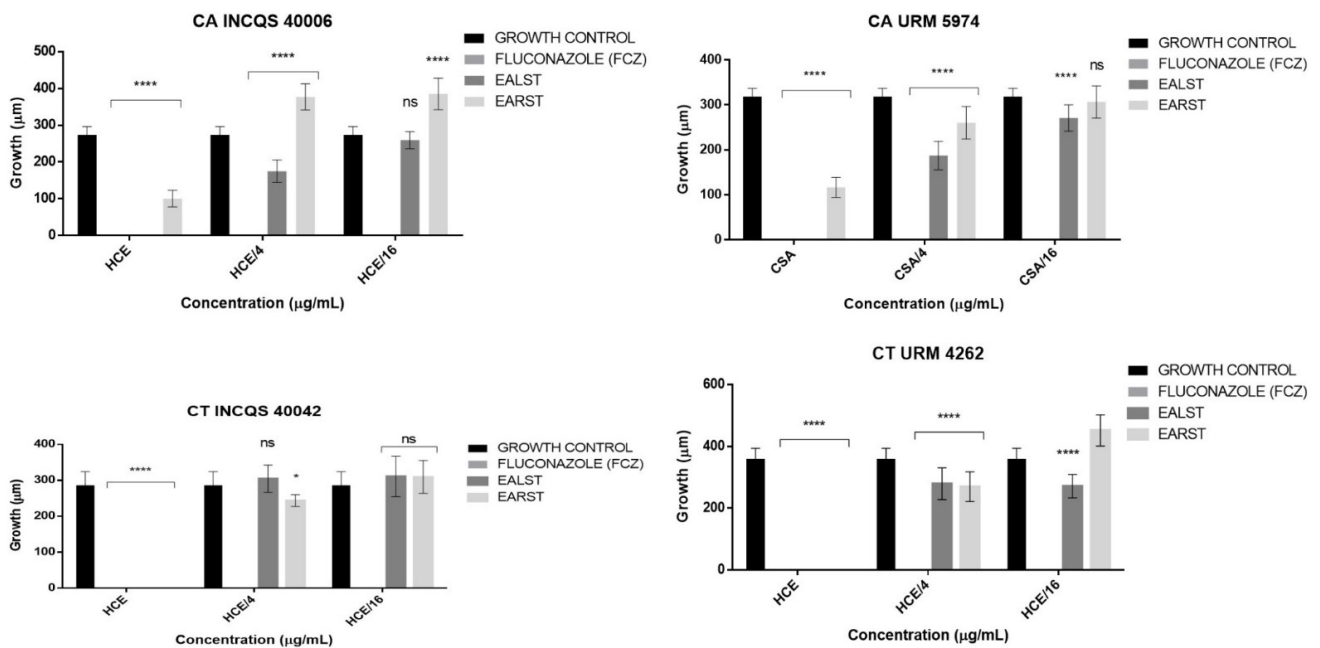 CA INCQS 40006
GROWTH CONTROL
FLUCONAZOLE (FCZ)
EALST
EARST
Growth (μm)
500
400
300
200
100
0
****
****
ns
****
HCE
HCE/4
HCE/16
Concentration (μg/mL)
CA URM 5974
GROWTH CONTROL
FLUCONAZOLE (FCZ)
EALST
EARST
Growth (μm)
400
300
200
100
0
****
****
****
ns
CSA
CSA/4
CSA/16
Concentration (μg/mL)
CT INCQS 40042
GROWTH CONTROL
FLUCONAZOLE (FCZ)
EALST
EARST
Growth (μm)
400
300
200
100
0
****
ns
*
ns
HCE
HCE/4
HCE/16
Concentration (μg/mL)
CT URM 4262
GROWTH CONTROL
FLUCONAZOLE (FCZ)
EALST
EARST
Growth (μm)
600
400
200
0
****
****
****
HCE
HCE/4
HCE/16
Concentration (μg/mL)